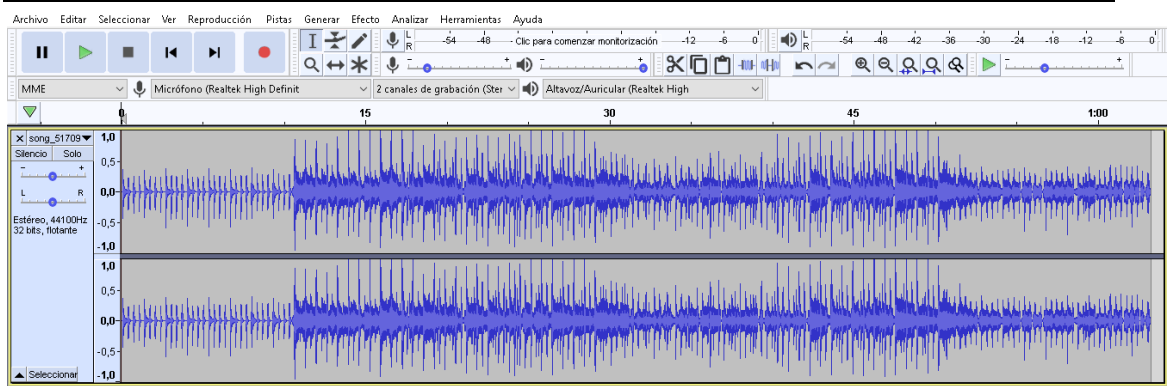 Archivo Editar Seleccionar Ver Reproducción Pistas Generar Efecto Analizar Herramientas Ayuda
L R -54 -48 - Clic para comenzar monitorización -12 -6 0 L R -54 -48 -42 -36 -30 -24 -18 -12 -6 0
- + - + - +
MME Micrófono (Realtek High Definit 2 canales de grabación (Ster Altavoz/Auricular (Realtek High
0 15 30 45 1:00
X song_51709 1,0
Silencio Solo 0,5
- +
L R 0,0
Estéreo, 44100Hz -0,5
32 bits, flotante
-1,0
1,0
0,5
0,0
-0,5
Seleccionar -1,0